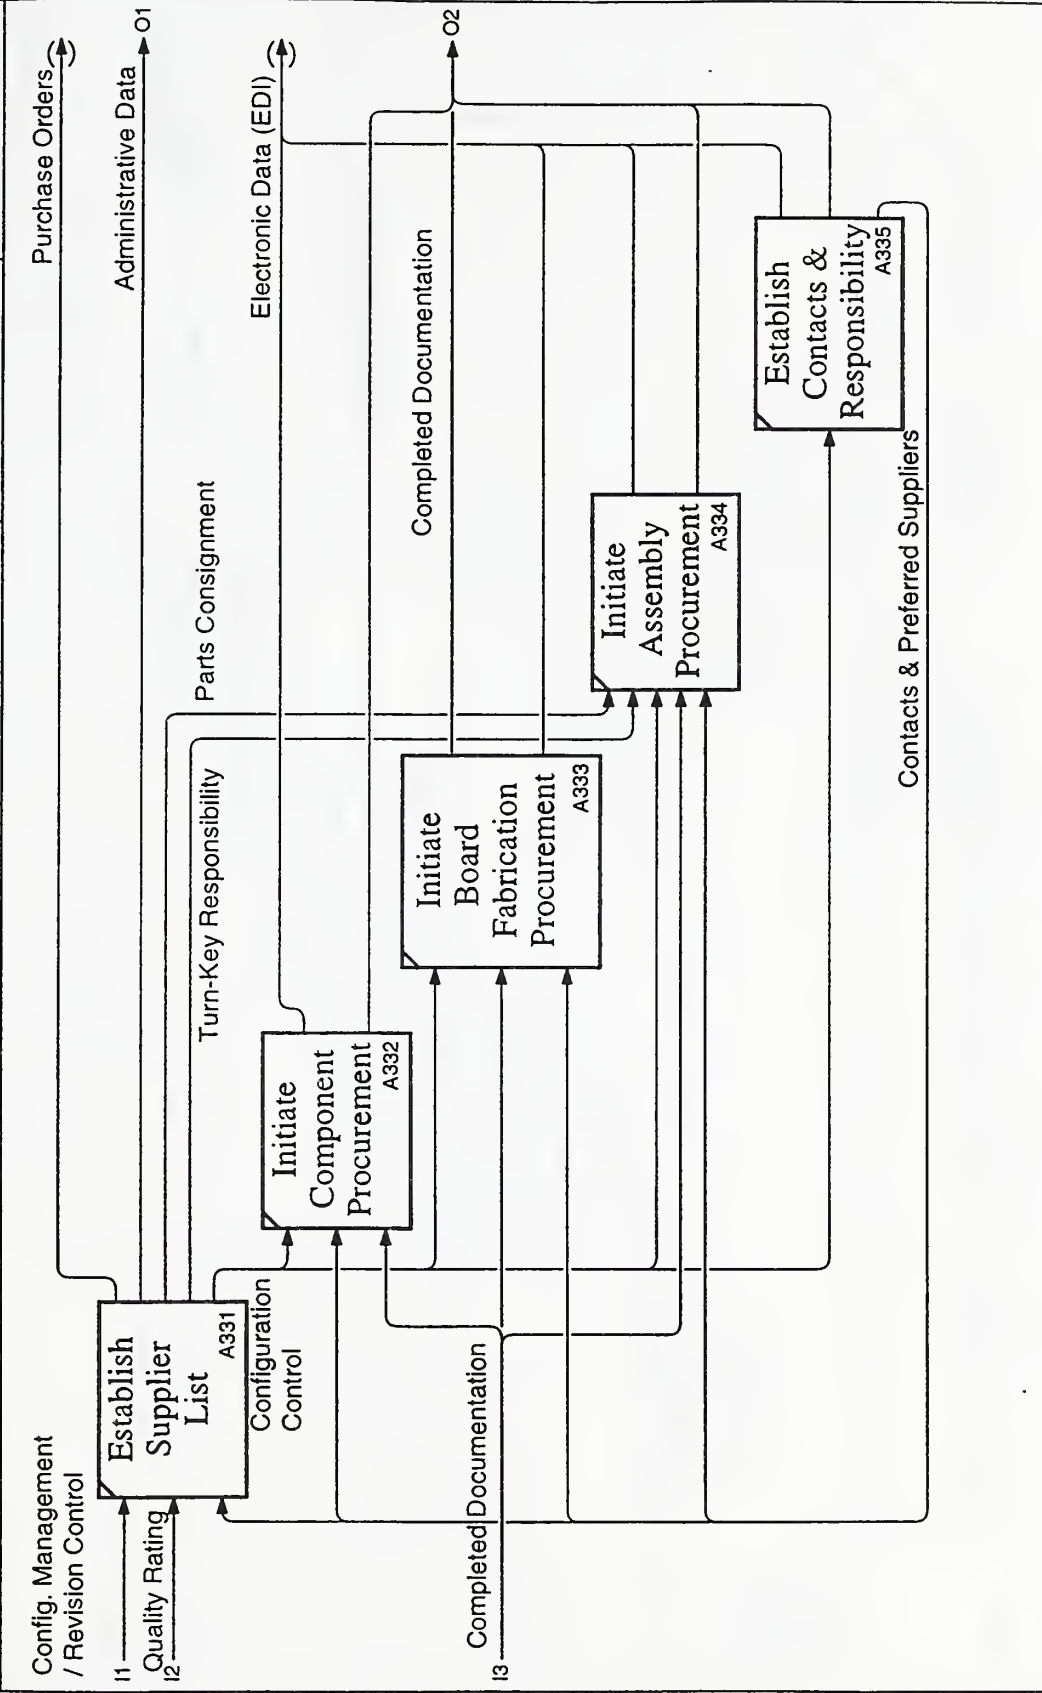 Config. Management
/ Revision Control
I1
Quality Rating
I2
Establish
Supplier
List
A331
Configuration
Control
Purchase Orders
Administrative Data
O1
Parts Consignment
Turn-Key Responsibility
Electronic Data (EDI)
Initiate
Component
Procurement
A332
Completed Documentation
O2
Initiate
Board
Fabrication
Procurement
A333
Completed Documentation
I3
Initiate
Assembly
Procurement
A334
Establish
Contacts &
Responsibility
A335
Contacts & Preferred Suppliers